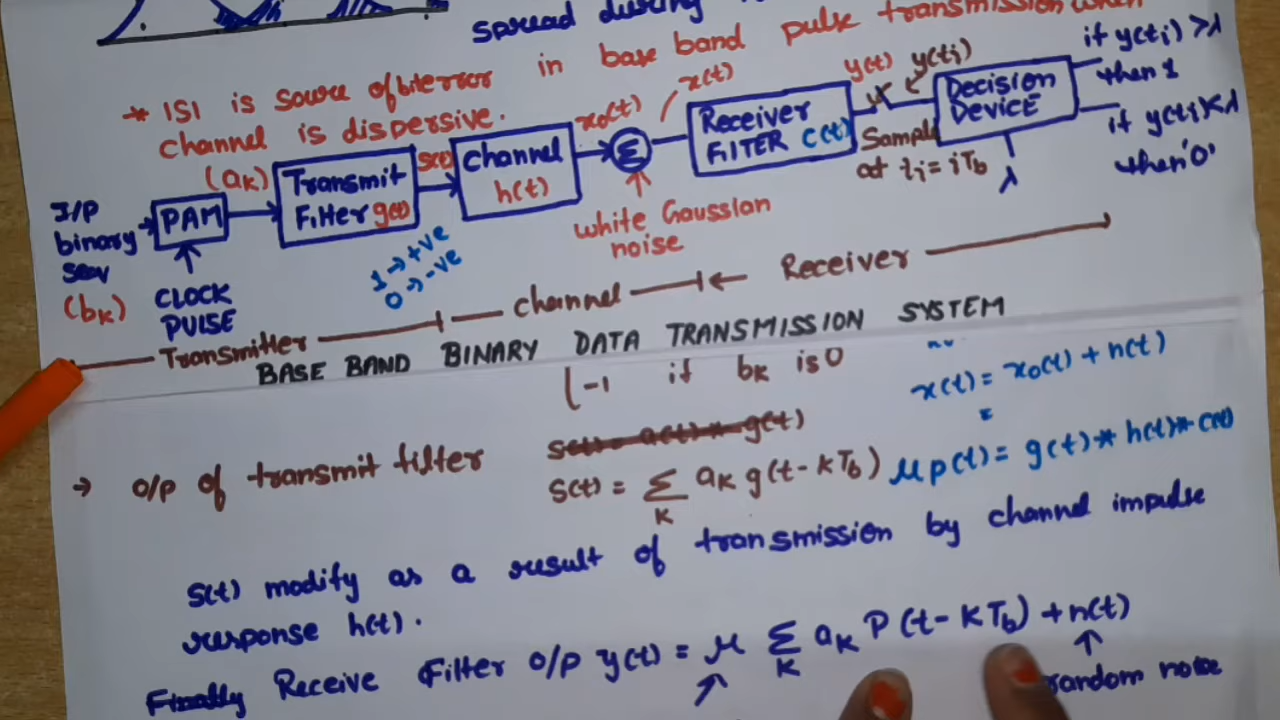 spread during
in base band pulse transmission when
* ISI is source of bit error
channel is dispersive.
I/P
binary
(bk)
PAM
CLOCK
PULSE
(ak)
Transmit
Filter g(t)
s(t)
Channel
h(t)
x₀(t)
Σ
x(t)
white Gaussian
noise
Receiver
FILTER c(t)
y(t)
y(ti)
Sample
at ti = iTb
Decision
DEVICE
λ
if y(ti) > λ
then 1
if y(ti) < λ
then '0'
1 → +ve
0 → -ve
Transmitter
channel
Receiver
BASE BAND BINARY DATA TRANSMISSION SYSTEM
-1 if bk is 0
x(t) = x₀(t) + n(t)
→ O/p of transmit filter
s(t) = a(t) * g(t)
s(t) = Σ ak g(t - kTb)
k
μp(t) = g(t) * h(t) * c(t)
S(t) modify as a result of transmission by channel impulse
response h(t).
Finally Receive Filter O/p y(t) = μ Σ ak P(t - kTb) + n(t)
k
random noise